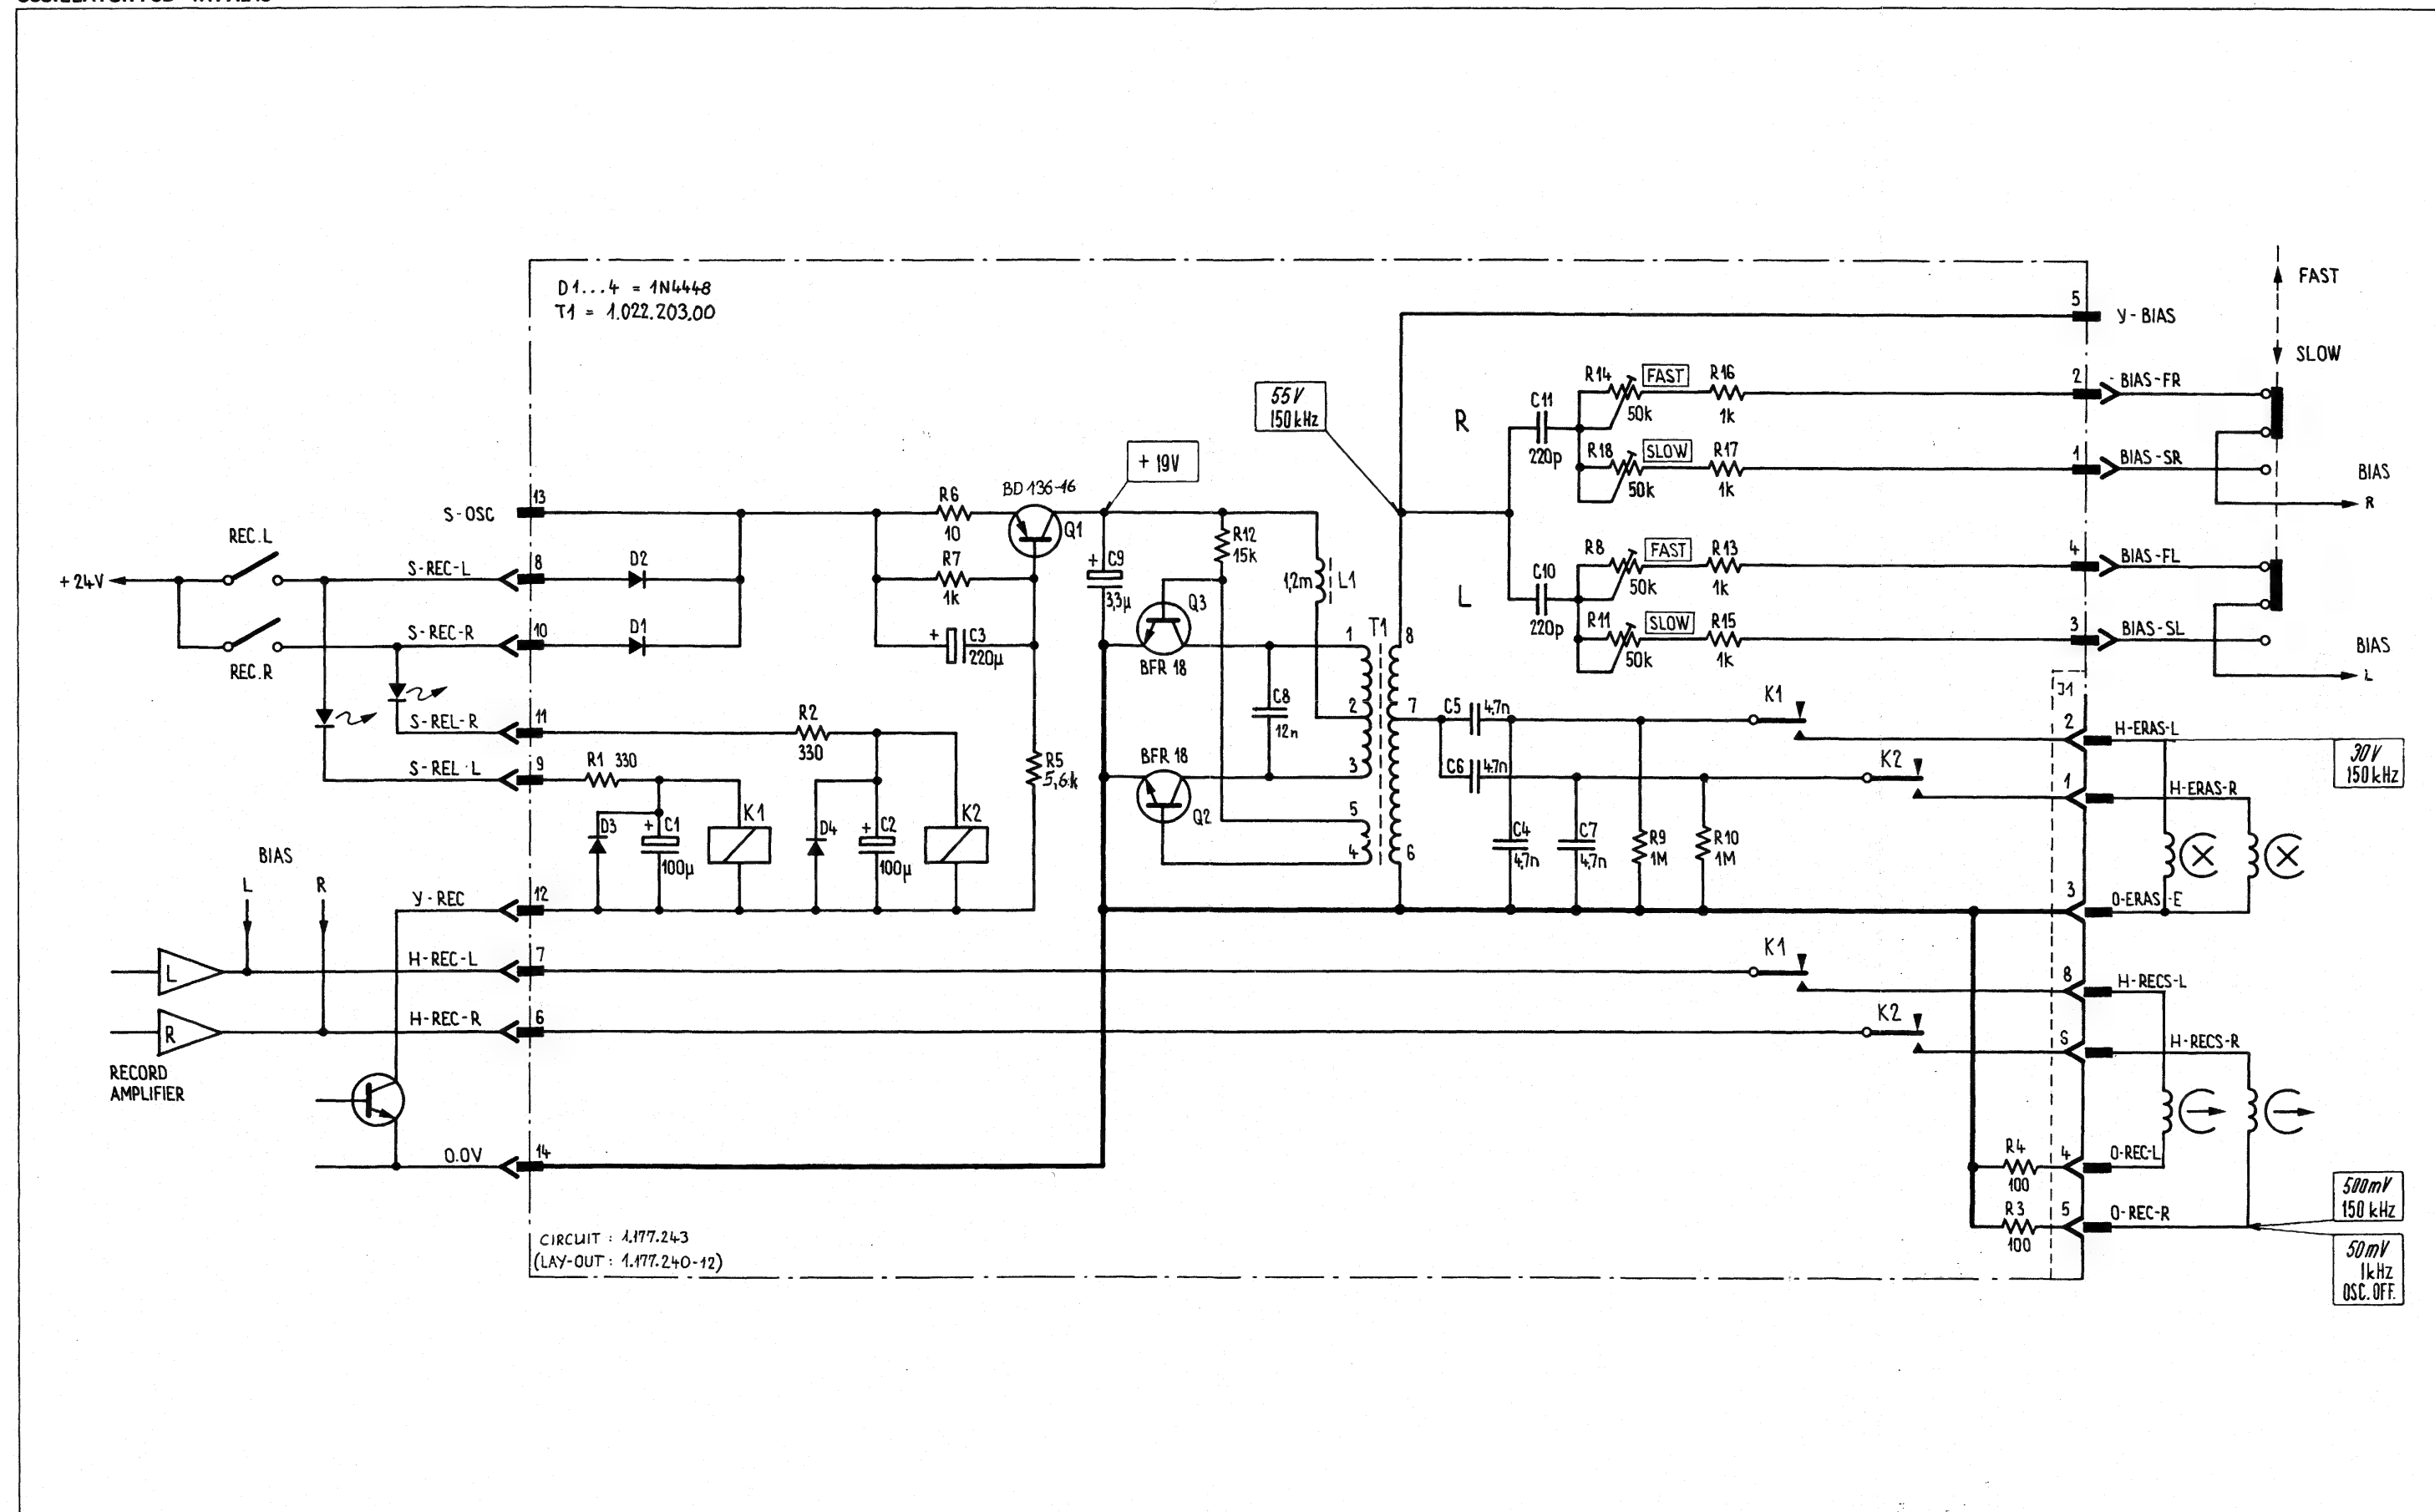 D1...4 = 1N4448
T1 = 1.022.203.00
FAST
5
Y-BIAS
SLOW
55V
150kHz
R
C11
220p
R14
FAST
50k
R16
1k
2
BIAS-FR
R18
SLOW
50k
R17
1k
1
BIAS-SR
BIAS
R
+ 19V
S-OSC
13
R6
10
BD 136-16
Q1
R12
15k
REC.L
+ 24V
S-REC-L
8
D2
R7
1k
+
C9
3,3µ
1,2m
L1
L
C10
220p
R8
FAST
50k
R13
1k
4
BIAS-FL
Q3
BFR 18
REC.R
S-REC-R
10
D1
+
C3
220µ
R11
SLOW
50k
R15
1k
3
BIAS-SL
BIAS
L
1
T1
8
2
7
3
5
4
6
C8
12n
BFR 18
Q2
S-REL-R
11
R2
330
S-REL-L
9
R1 330
R5
5,6k
C5
4,7n
C6
4,7n
K1
J1
2
H-ERAS-L
30V
150kHz
K2
1
H-ERAS-R
D3
+
C1
100µ
K1
D4
+
C2
100µ
K2
C4
4,7n
C7
4,7n
R9
1M
R10
1M
BIAS
L
R
Y-REC
12
3
0-ERAS-E
L
H-REC-L
7
K1
8
H-RECS-L
R
H-REC-R
6
K2
S
H-RECS-R
RECORD
AMPLIFIER
0.0V
14
R4
100
4
0-REC-L
R3
100
5
0-REC-R
500mV
150 kHz
50mV
1kHz
OSC. OFF.
CIRCUIT : 1.177.243
(LAY-OUT : 1.177.240-12)